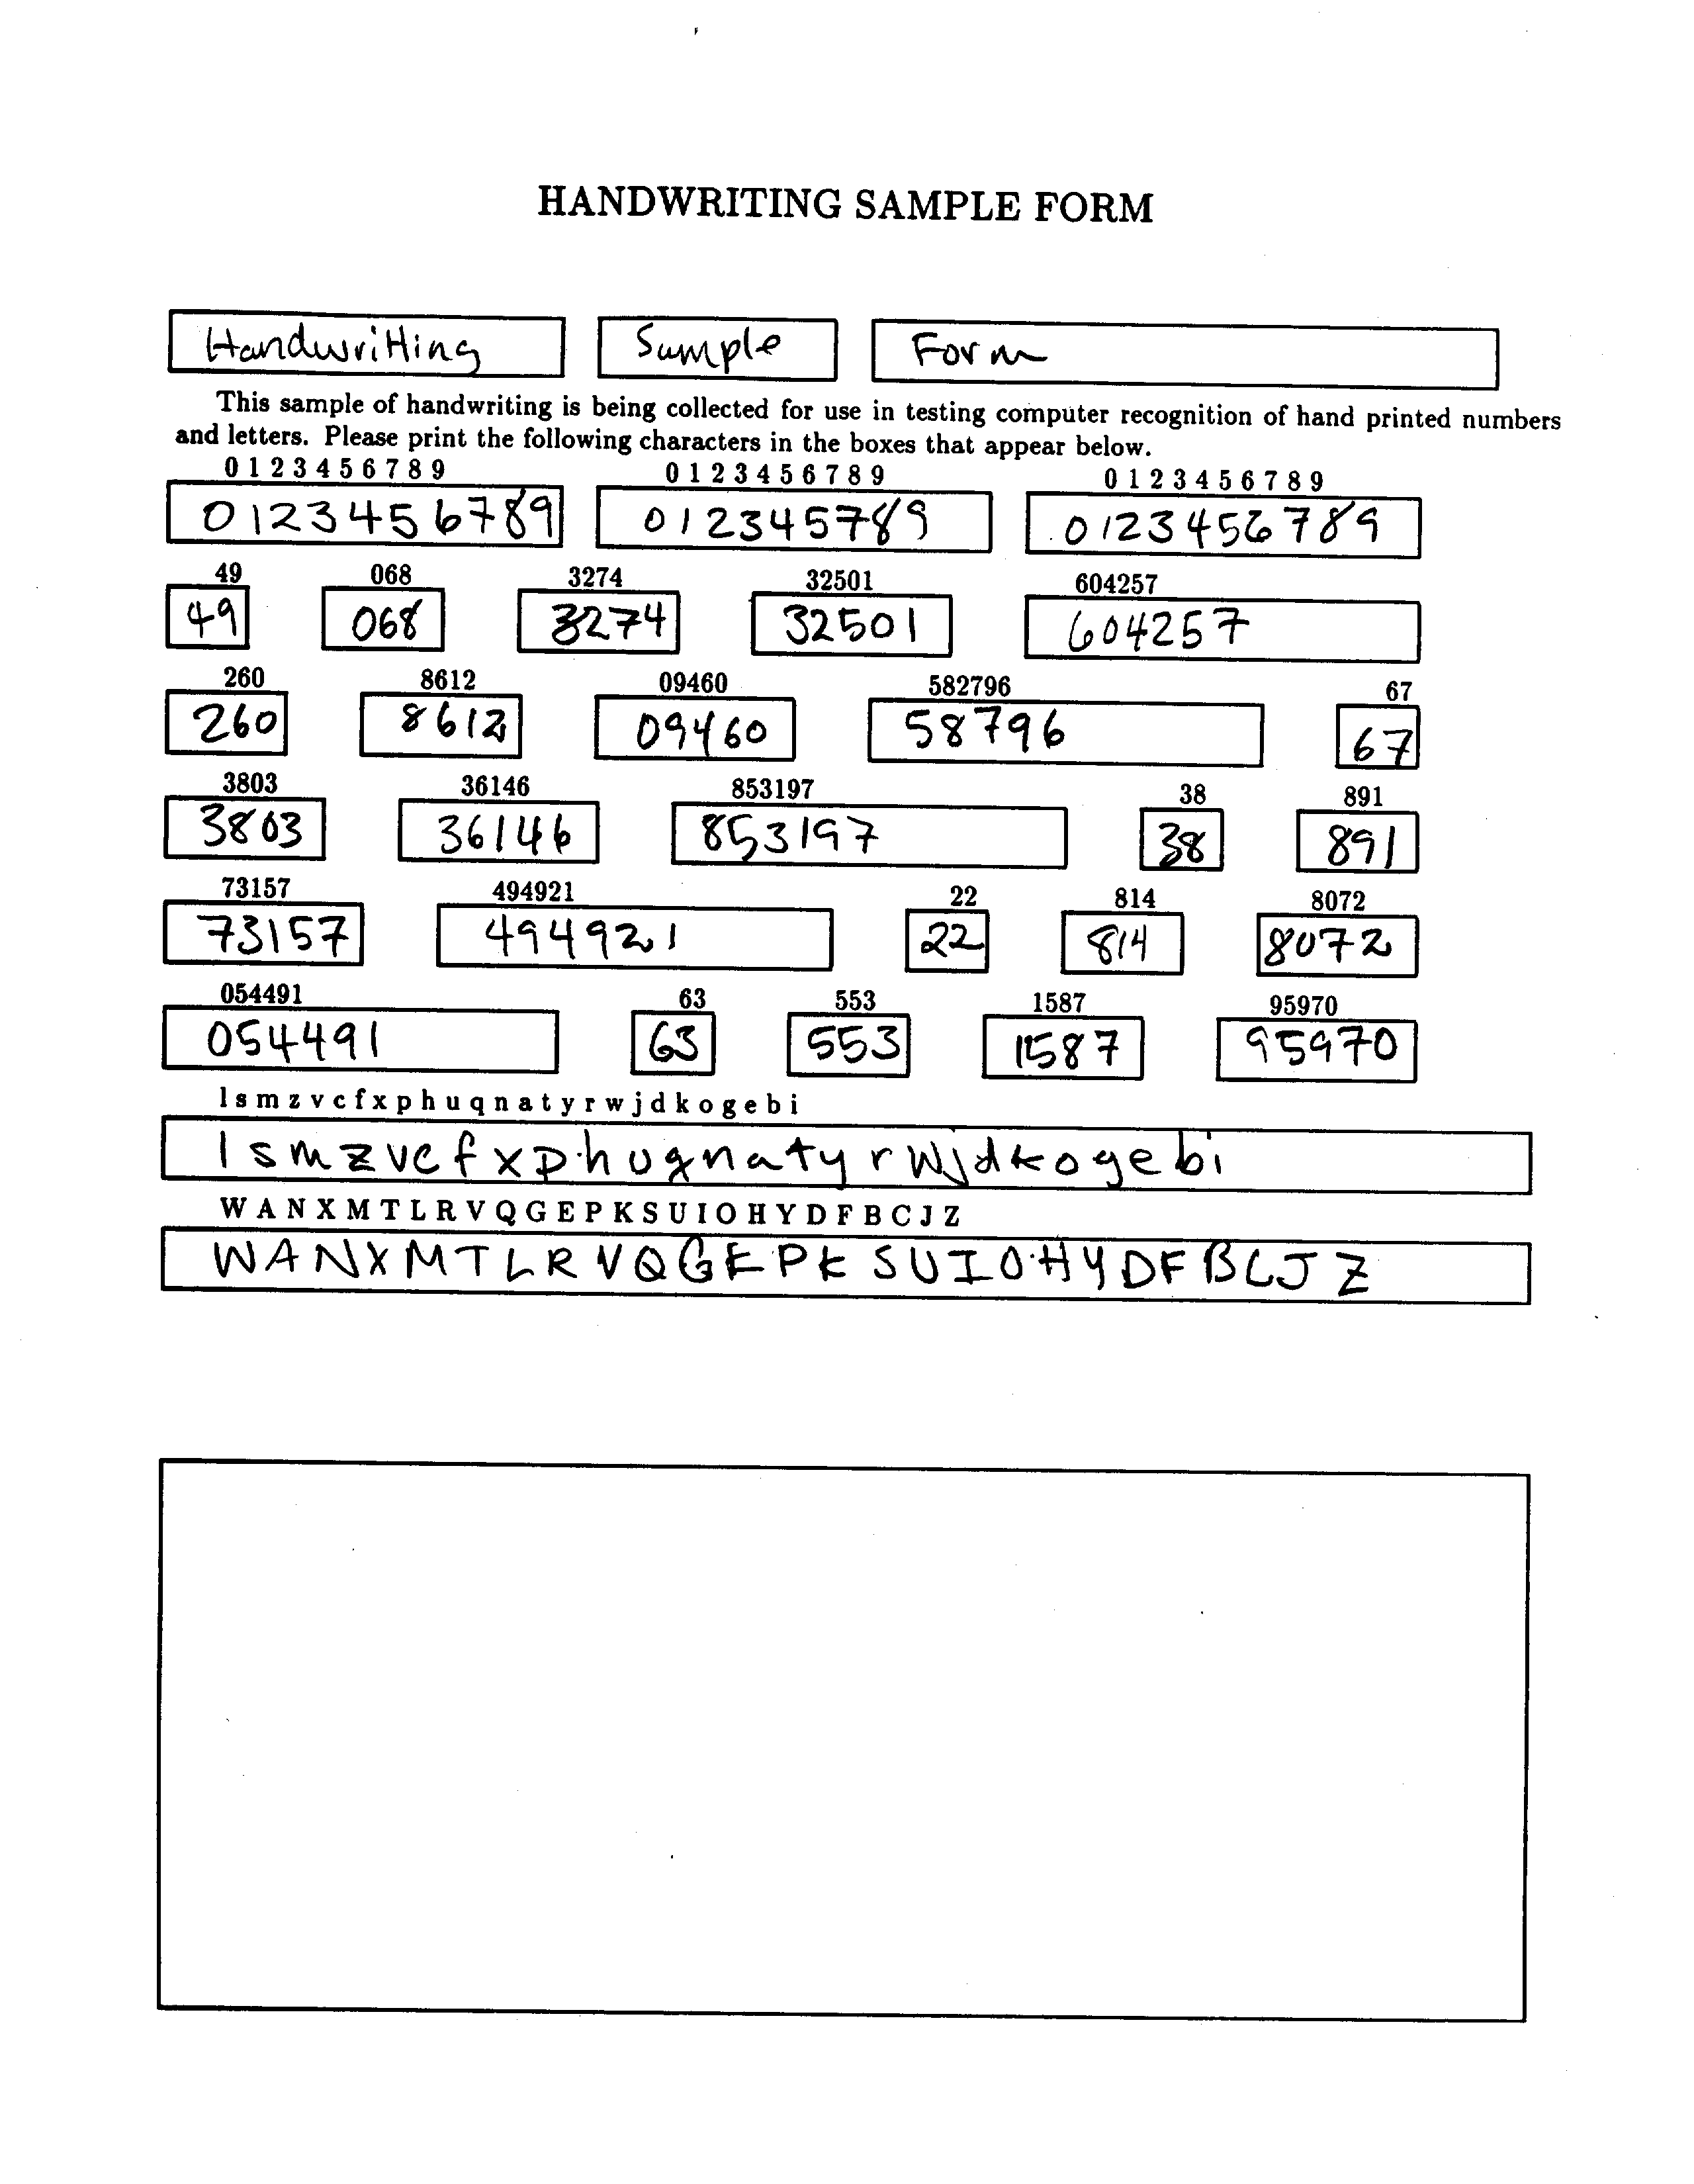 HANDWRITING SAMPLE FORM
Handwriting Sample Form
This sample of handwriting is being collected for use in testing computer recognition of hand printed numbers
and letters. Please print the following characters in the boxes that appear below.
0 1 2 3 4 5 6 7 8 9 0 1 2 3 4 5 6 7 8 9 0 1 2 3 4 5 6 7 8 9
0123456789 012345789 0123456789
49 068 3274 32501 604257
49 068 3274 32501 604257
260 8612 09460 582796 67
260 8612 09460 58796 67
3803 36146 853197 38 891
3803 36146 853197 38 891
73157 494921 22 814 8072
73157 494921 22 814 8072
054491 63 553 1587 95970
054491 63 553 1587 95970
l s m z v c f x p h u q n a t y r w j d k o g e b i
l s m z v c f x p h u q n a t y r w j d k o g e b i
W A N X M T L R V Q G E P K S U I O H Y D F B C J Z
W A N X M T L R V Q G E P K S U I O H Y D F B C J Z